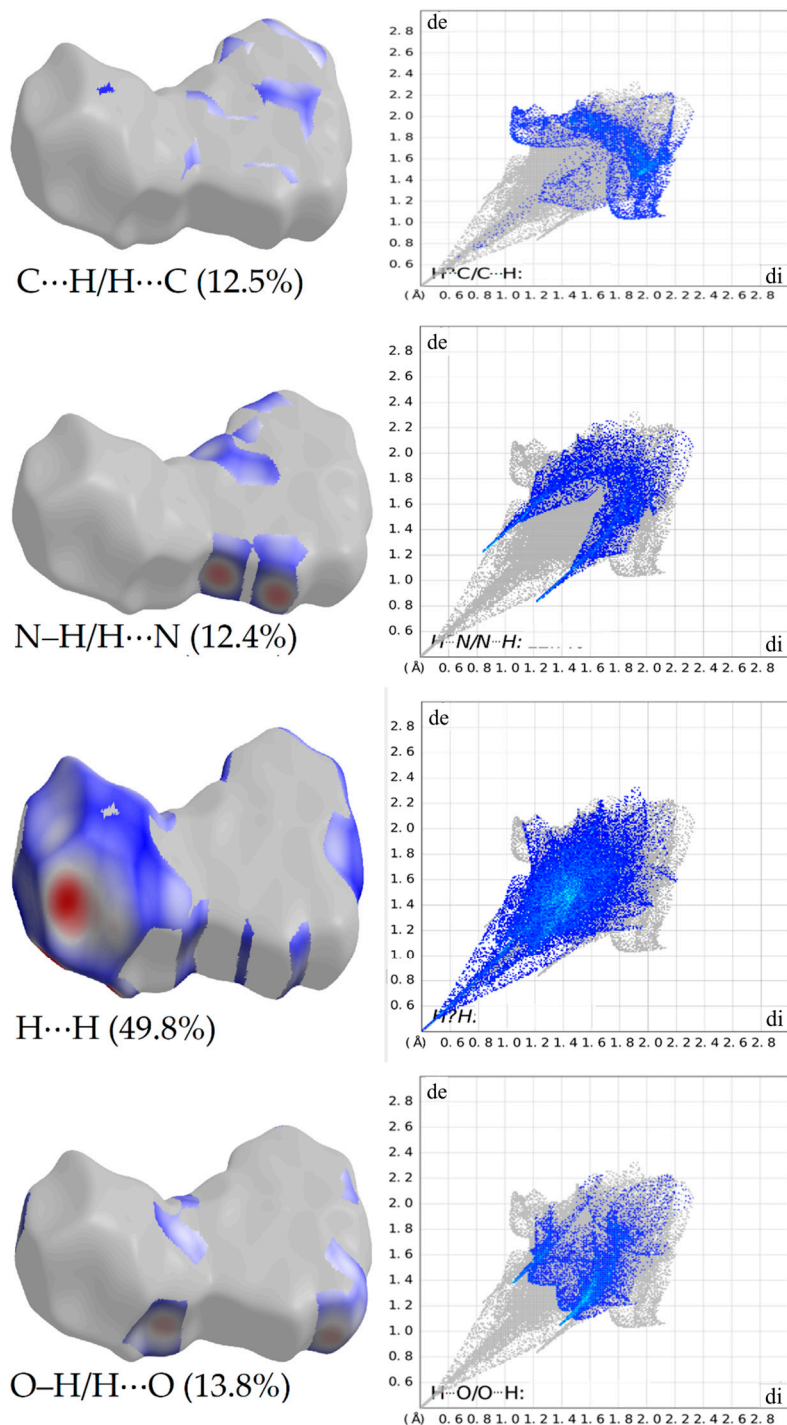 de
2. 8
2. 6
2. 4
2. 2
2. 0
1. 8
1. 6
1. 4
1. 2
1. 0
0. 8
0. 6
H?C/C···H:
di
(Å) 0. 6 0. 8 1. 0 1. 2 1. 4 1. 6 1. 8 2. 0 2. 2 2. 4 2. 6 2. 8
C···H/H···C (12.5%)
de
2. 8
2. 6
2. 4
2. 2
2. 0
1. 8
1. 6
1. 4
1. 2
1. 0
0. 8
0. 6
H···N/N···H:
di
(Å) 0. 6 0. 8 1. 0 1. 2 1. 4 1. 6 1. 8 2. 0 2. 2 2. 4 2. 6 2. 8
N–H/H···N (12.4%)
de
2. 8
2. 6
2. 4
2. 2
2. 0
1. 8
1. 6
1. 4
1. 2
1. 0
0. 8
0. 6
H?H:
di
(Å) 0. 6 0. 8 1. 0 1. 2 1. 4 1. 6 1. 8 2. 0 2. 2 2. 4 2. 6 2. 8
H···H (49.8%)
de
2. 8
2. 6
2. 4
2. 2
2. 0
1. 8
1. 6
1. 4
1. 2
1. 0
0. 8
0. 6
H···O/O···H:
di
(Å) 0. 6 0. 8 1. 0 1. 2 1. 4 1. 6 1. 8 2. 0 2. 2 2. 4 2. 6 2. 8
O–H/H···O (13.8%)